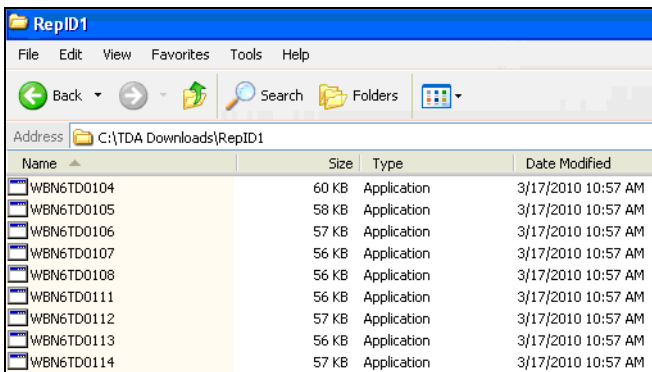 RepID1
File Edit View Favorites Tools Help
Back Search Folders
Address C:\TDA Downloads\RepID1
Name Size Type Date Modified
WBN6TD0104 60 KB Application 3/17/2010 10:57 AM
WBN6TD0105 58 KB Application 3/17/2010 10:57 AM
WBN6TD0106 57 KB Application 3/17/2010 10:57 AM
WBN6TD0107 56 KB Application 3/17/2010 10:57 AM
WBN6TD0108 56 KB Application 3/17/2010 10:57 AM
WBN6TD0111 56 KB Application 3/17/2010 10:57 AM
WBN6TD0112 57 KB Application 3/17/2010 10:57 AM
WBN6TD0113 56 KB Application 3/17/2010 10:57 AM
WBN6TD0114 57 KB Application 3/17/2010 10:57 AM